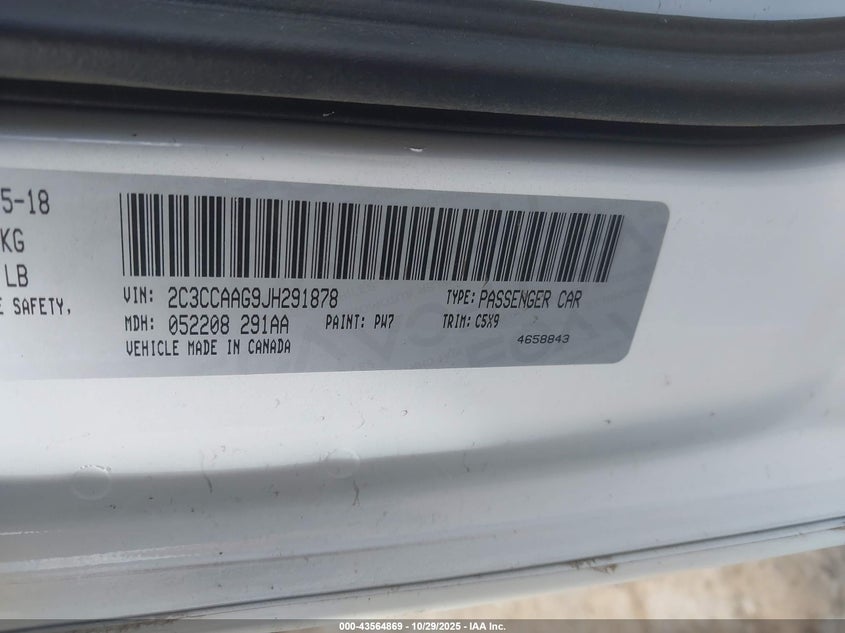 5-18
KG
LB
E SAFETY,
VIN: 2C3CCAAG9JH291878 TYPE: PASSENGER CAR
MDH: 052208 291AA PAINT: PW7 TRIM: C5X9
VEHICLE MADE IN CANADA 4658843
000-43564869 • 10/29/2025 • IAA Inc.